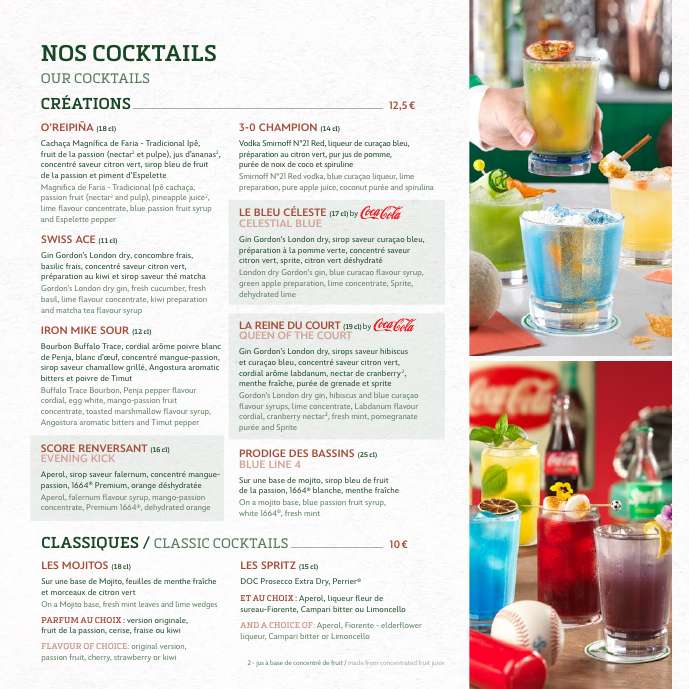 NOS COCKTAILS
OUR COCKTAILS
CRÉATIONS 12,5 €
O'REIPIÑA (18 cl)
Cachaça Magnífica de Faria - Tradicional Ipê,
fruit de la passion (nectar² et pulpe), jus d'ananas²,
concentré saveur citron vert, sirop bleu de fruit
de la passion et piment d'Espelette
Magnifica de Faria - Tradicional Ipê cachaça,
passion fruit (nectar² and pulp), pineapple juice²,
lime flavour concentrate, blue passion fruit syrup
and Espelette pepper
SWISS ACE (11 cl)
Gin Gordon's London dry, concombre frais,
basilic frais, concentré saveur citron vert,
préparation au kiwi et sirop saveur thé matcha
Gordon's London dry gin, fresh cucumber, fresh
basil, lime flavour concentrate, kiwi preparation
and matcha tea flavour syrup
IRON MIKE SOUR (12 cl)
Bourbon Buffalo Trace, cordial arôme poivre blanc
de Penja, blanc d'œuf, concentré mangue-passion,
sirop saveur chamallow grillé, Angostura aromatic
bitters et poivre de Timut
Buffalo Trace Bourbon, Penja pepper flavour
cordial, egg white, mango-passion fruit
concentrate, toasted marshmallow flavour syrup,
Angostura aromatic bitters and Timut pepper
SCORE RENVERSANT (16 cl)
EVENING KICK
Aperol, sirop saveur falernum, concentré mangue-
passion, 1664® Premium, orange déshydratée
Aperol, falernum flavour syrup, mango-passion
concentrate, Premium 1664®, dehydrated orange
3-0 CHAMPION (14 cl)
Vodka Smirnoff N°21 Red, liqueur de curaçao bleu,
préparation au citron vert, pur jus de pomme,
purée de noix de coco et spiruline
Smirnoff N°21 Red vodka, blue curaçao liqueur, lime
preparation, pure apple juice, coconut purée and spirulina
LE BLEU CÉLESTE (17 cl) by Coca-Cola
CELESTIAL BLUE
Gin Gordon's London dry, sirop saveur curaçao bleu,
préparation à la pomme verte, concentré saveur
citron vert, sprite, citron vert déshydraté
London dry Gordon's gin, blue curacao flavour syrup,
green apple preparation, lime concentrate, Sprite,
dehydrated lime
LA REINE DU COURT (19 cl) by Coca-Cola
QUEEN OF THE COURT
Gin Gordon's London dry, sirops saveur hibiscus
et curaçao bleu, concentré saveur citron vert,
cordial arôme labdanum, nectar de cranberry²,
menthe fraîche, purée de grenade et sprite
Gordon's London dry gin, hibiscus and blue curaçao
flavour syrups, lime concentrate, Labdanum flavour
cordial, cranberry nectar², fresh mint, pomegranate
purée and Sprite
PRODIGE DES BASSINS (25 cl)
BLUE LINE 4
Sur une base de mojito, sirop bleu de fruit
de la passion, 1664® blanche, menthe fraîche
On a mojito base, blue passion fruit syrup,
white 1664®, fresh mint
CLASSIQUES / CLASSIC COCKTAILS 10 €
LES MOJITOS (18 cl)
Sur une base de Mojito, feuilles de menthe fraîche
et morceaux de citron vert
On a Mojito base, fresh mint leaves and lime wedges
PARFUM AU CHOIX : version originale,
fruit de la passion, cerise, fraise ou kiwi
FLAVOUR OF CHOICE: original version,
passion fruit, cherry, strawberry or kiwi
LES SPRITZ (15 cl)
DOC Prosecco Extra Dry, Perrier®
ET AU CHOIX : Aperol, liqueur fleur de
sureau-Fiorente, Campari bitter ou Limoncello
AND A CHOICE OF: Aperol, Fiorente - elderflower
liqueur, Campari bitter or Limoncello
2 - jus à base de concentré de fruit / made from concentrated fruit juice
Coca-Cola
Sprite